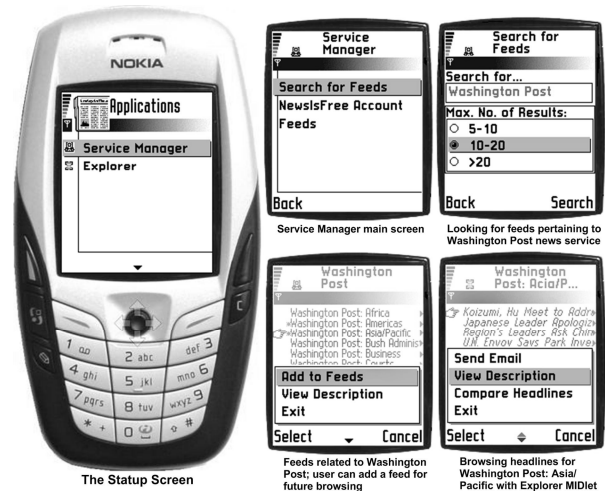 NOKIA
Applications
Service Manager
Explorer
1
2 abc
def 3
4 ghi
5 jkl
mno 6
7 pqrs
8 tuv
wxyz 9
* +
0
#
The Statup Screen
Service
Manager
Search for Feeds
NewsIsFree Account
Feeds
Back
Service Manager main screen
Search for
Feeds
Search for...
Washington Post
Max. No. of Results:
5-10
10-20
>20
Back Search
Looking for feeds pertaining to
Washington Post news service
Washington
Post
Washington Post: Africa
Washington Post: Americas
Washington Post: Asia/Pacific
Washington Post: Bush Adminis
Washington Post: Business
Washington Post: Courts
Add to Feeds
View Description
Exit
Select Cancel
Feeds related to Washington
Post; user can add a feed for
future browsing
Washington
Post: Acia/P...
Koizumi, Hu Meet to Addr
Japanese Leader Apologiz
Region's Leaders Ask Chin
U.N. Envoy Says Park Inve
Send Email
View Description
Compare Headlines
Exit
Select Cancel
Browsing headlines for
Washington Post: Asia/
Pacific with Explorer MIDlet